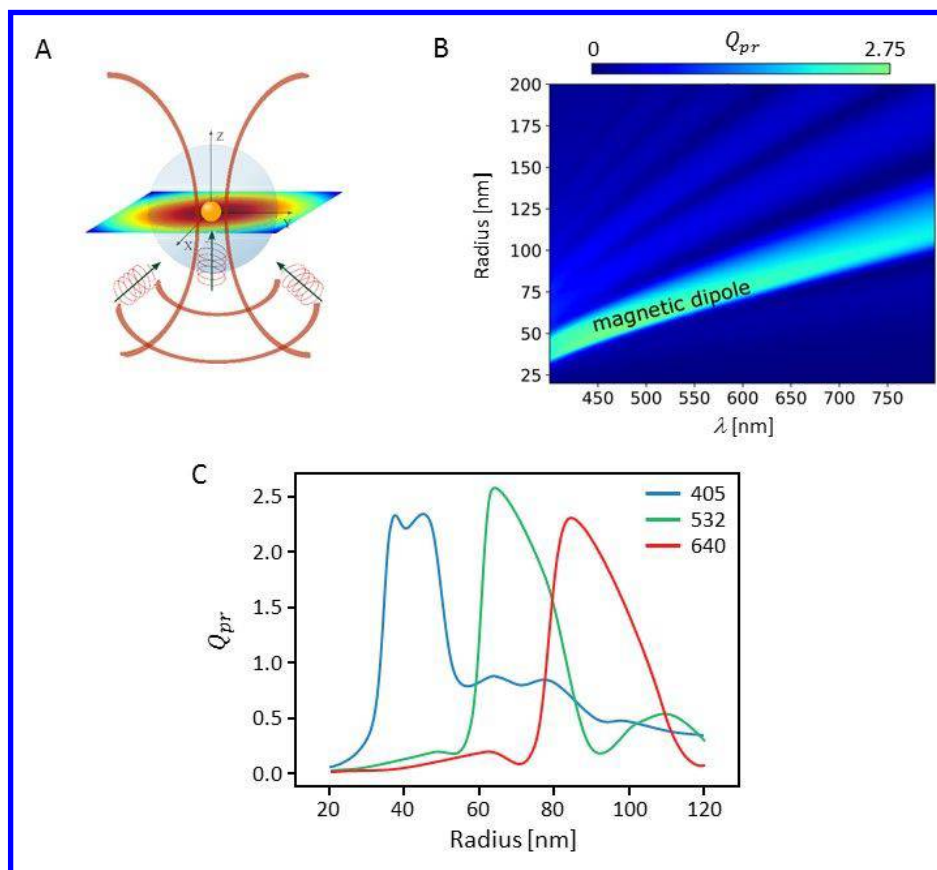 A
Z
Y
X
B
0 Q_pr 2.75
200
175
150
125
100
75
50
25
Radius [nm]
magnetic dipole
450 500 550 600 650 700 750
λ [nm]
C
2.5
2.0
1.5
1.0
0.5
0.0
Q_pr
405
532
640
20 40 60 80 100 120
Radius [nm]